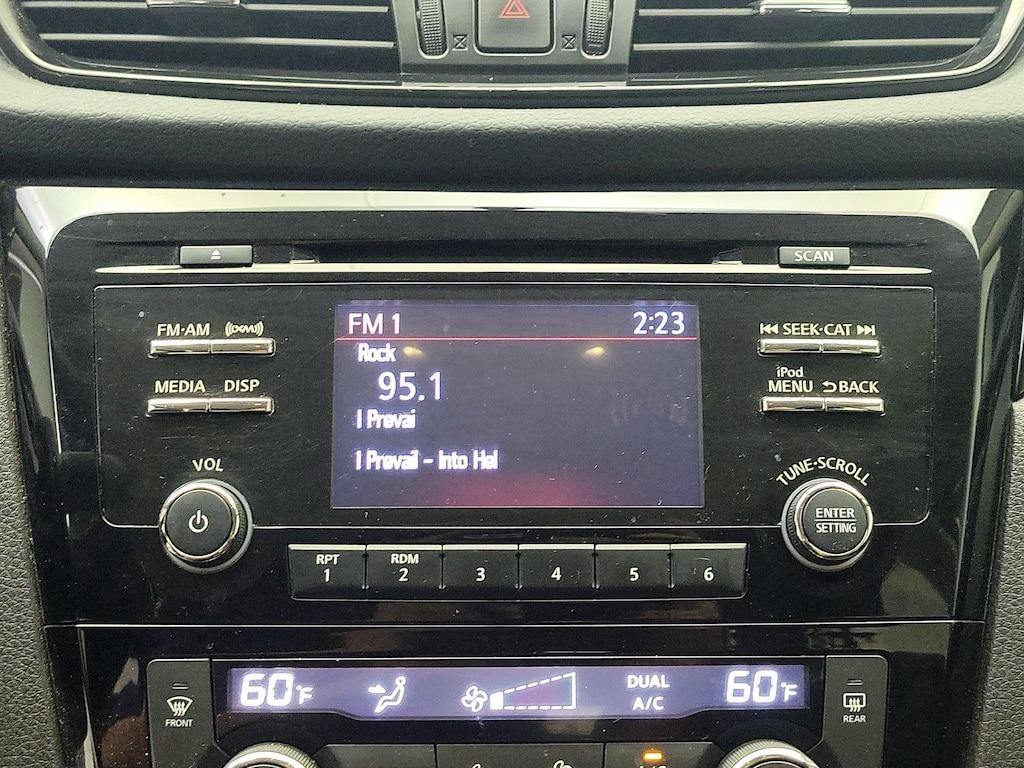 SCAN
FM·AM ((XM))
FM 1 2:23
SEEK·CAT
Rock
95.1
iPod
MEDIA DISP
MENU BACK
I Prevai
I Prevail - Into Hel
VOL
TUNE·SCROLL
ENTER
SETTING
RPT RDM
1 2 3 4 5 6
60°F DUAL 60°F
A/C
FRONT REAR
A/C